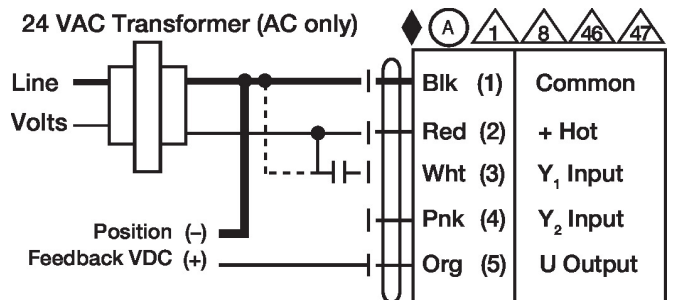 24 VAC Transformer (AC only)
A 1 8 46 47
Line
Volts
Blk (1) Common
Red (2) + Hot
Wht (3) Y1 Input
Pnk (4) Y2 Input
Org (5) U Output
Position (–)
Feedback VDC (+)